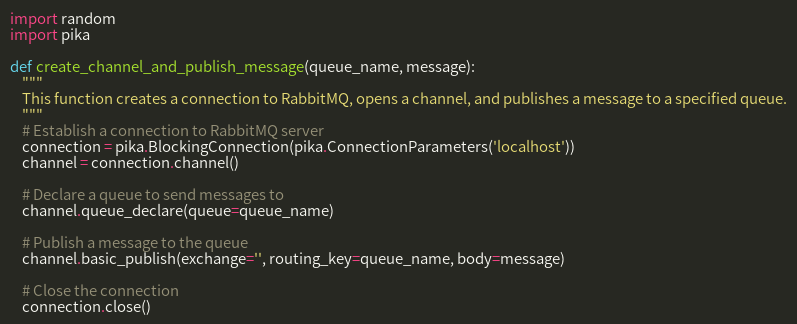 import random
import pika
def create_channel_and_publish_message(queue_name, message):
"""
This function creates a connection to RabbitMQ, opens a channel, and publishes a message to a specified queue.
"""
# Establish a connection to RabbitMQ server
connection = pika.BlockingConnection(pika.ConnectionParameters('localhost'))
channel = connection.channel()
# Declare a queue to send messages to
channel.queue_declare(queue=queue_name)
# Publish a message to the queue
channel.basic_publish(exchange='', routing_key=queue_name, body=message)
# Close the connection
connection.close()